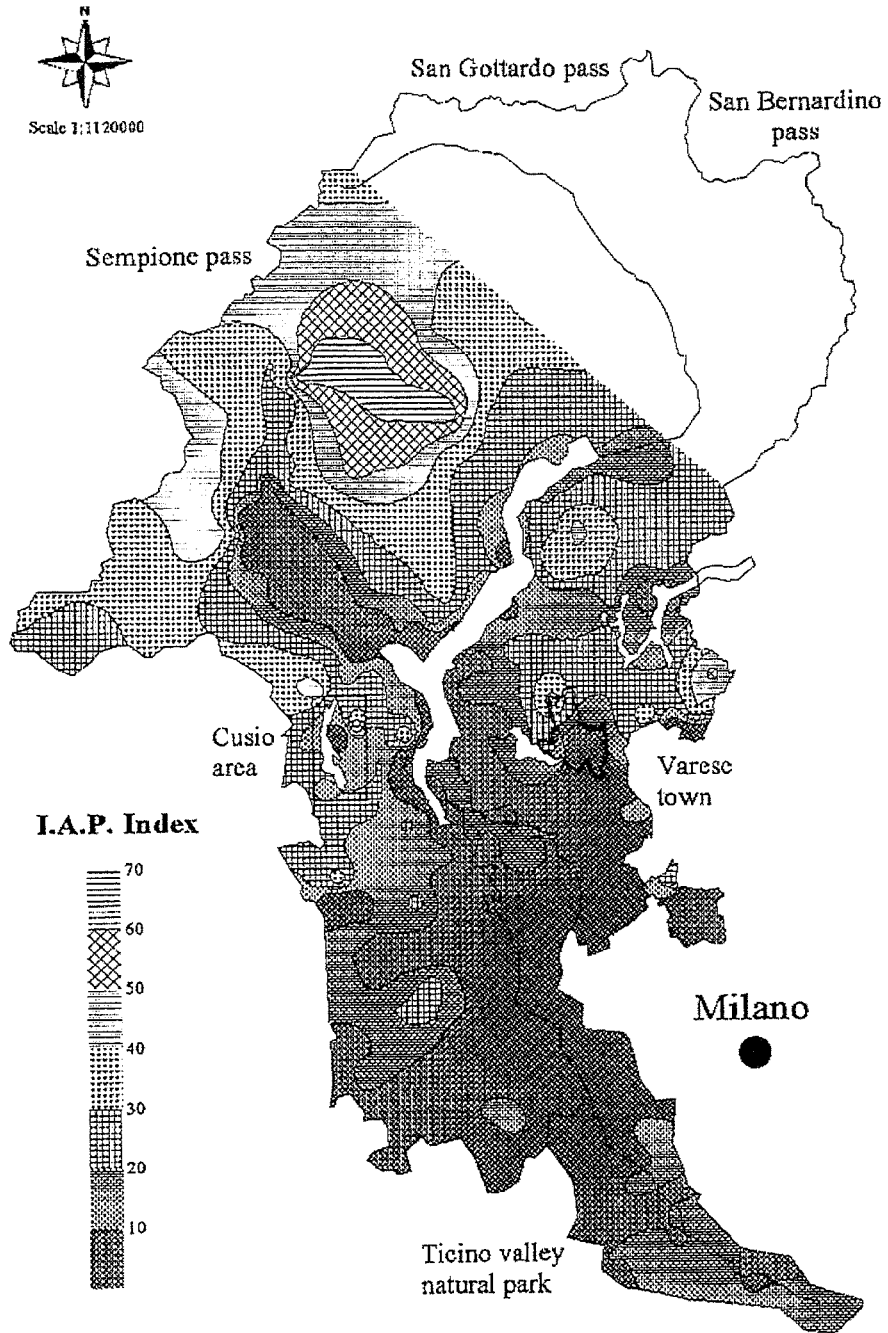 N
Scale 1:1120000
San Gottardo pass
San Bernardino
pass
Sempione pass
Cusio
area
Varese
town
I.A.P. Index
70
60
50
40
30
20
10
Milano
Ticino valley
natural park